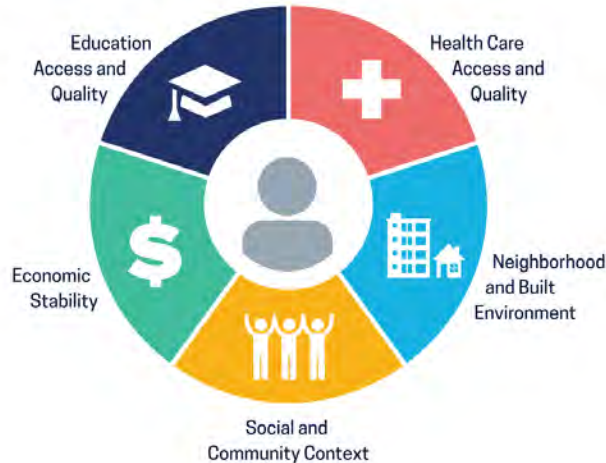 Education
Access and
Quality
Health Care
Access and
Quality
Economic
Stability
$
Neighborhood
and Built
Environment
Social and
Community Context